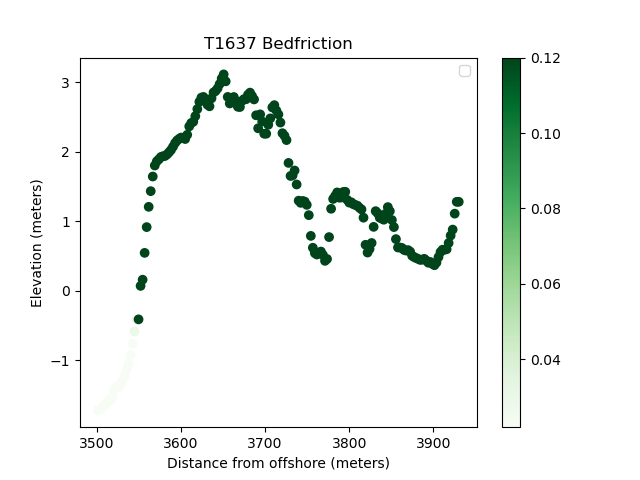 T1637 Bedfriction
3
2
1
0
−1
Elevation (meters)
3500 3600 3700 3800 3900
Distance from offshore (meters)
0.12
0.10
0.08
0.06
0.04